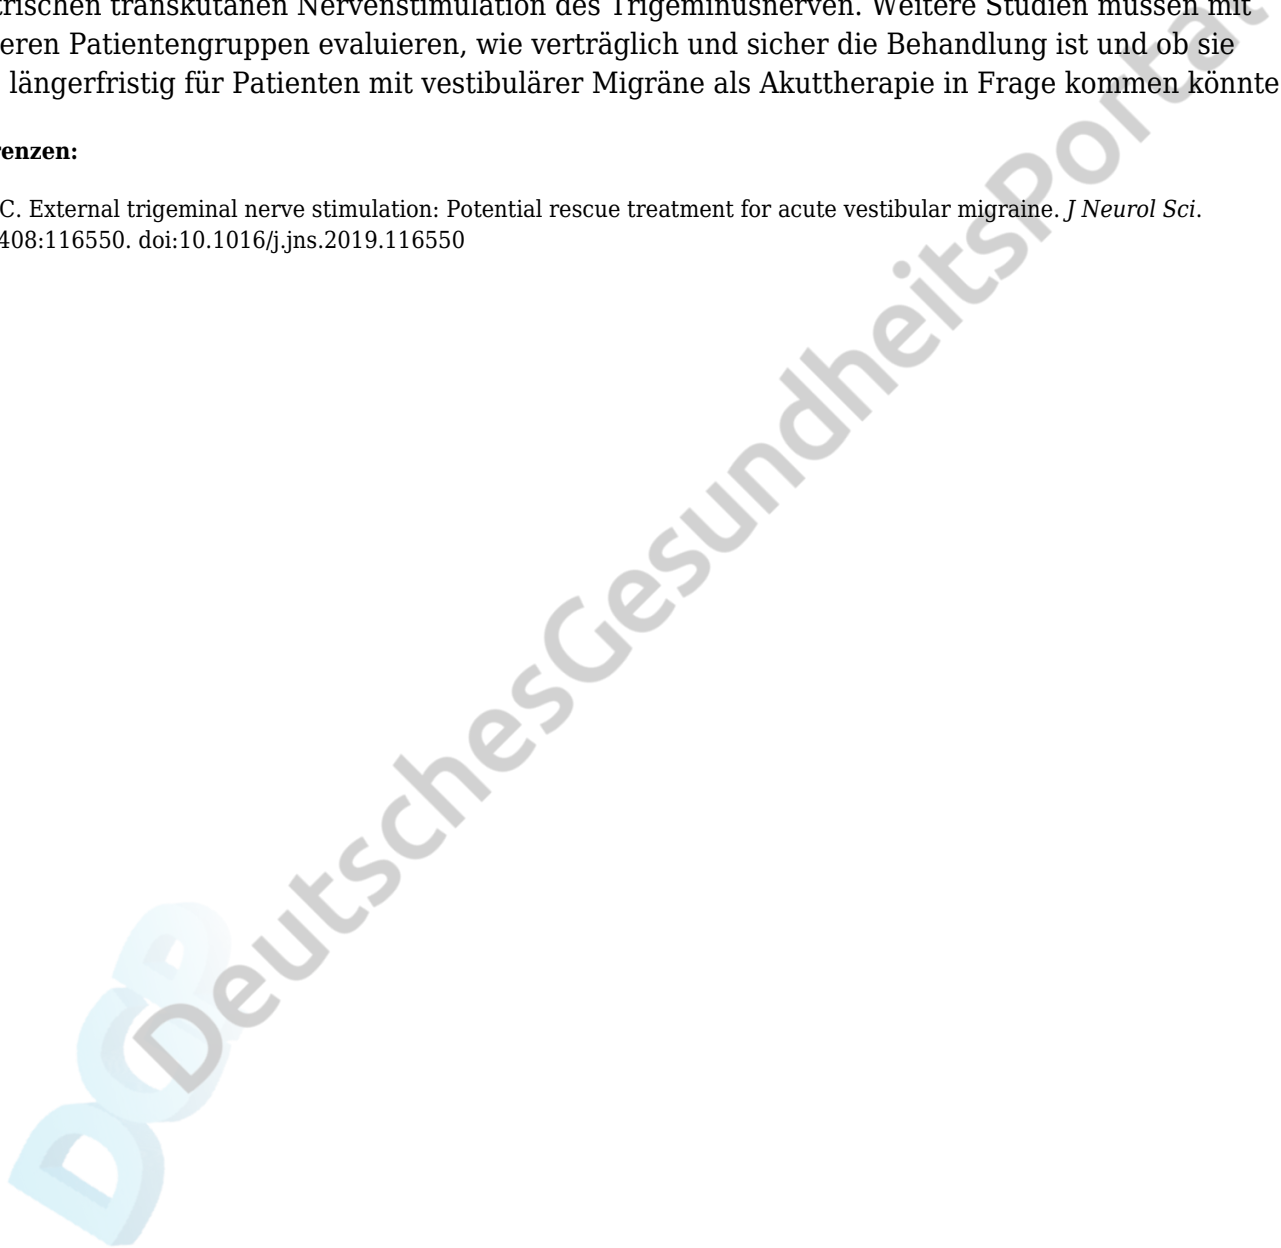 trischen transkutanen Nervenstimulation des Trigeminusnerven. Weitere Studien müssen mit
eren Patientengruppen evaluieren, wie verträglich und sicher die Behandlung ist und ob sie
längerfristig für Patienten mit vestibulärer Migräne als Akuttherapie in Frage kommen könnte
renzen:
C. External trigeminal nerve stimulation: Potential rescue treatment for acute vestibular migraine. J Neurol Sci.
408:116550. doi:10.1016/j.jns.2019.116550
DeutschesGesundheitsPortal
DGP